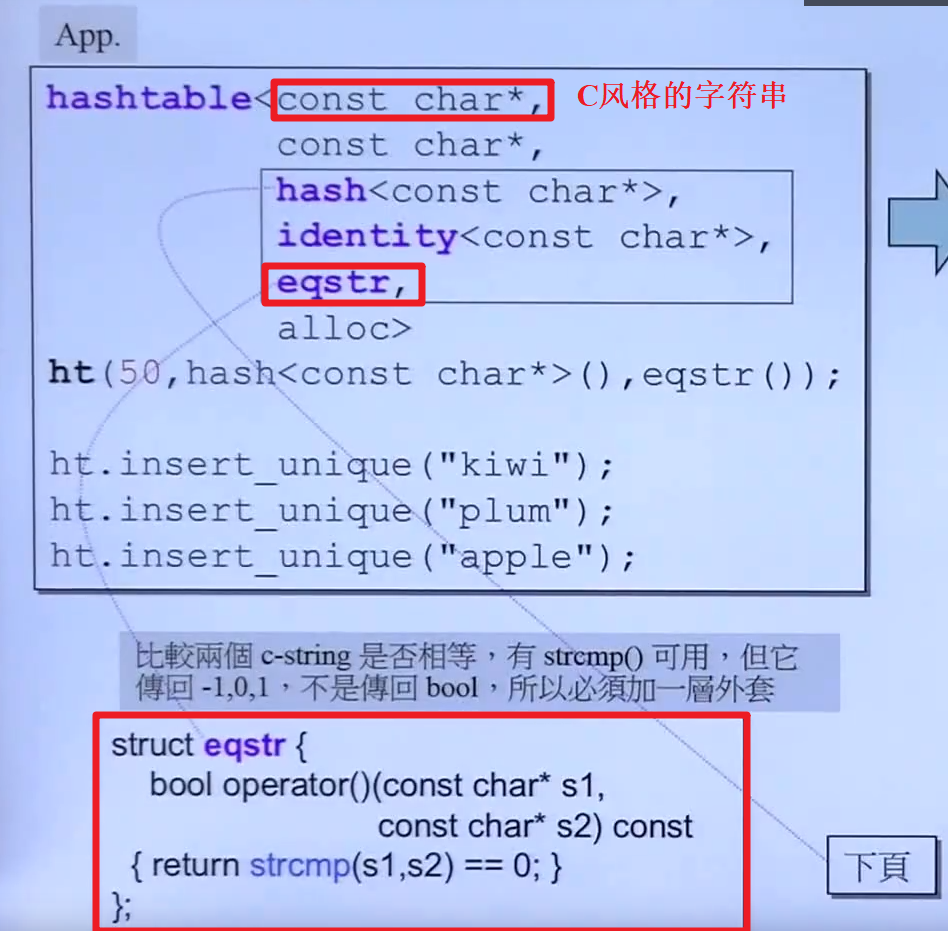 App.
hashtable<const char*, C风格的字符串
const char*,
hash<const char*>,
identity<const char*>,
eqstr,
alloc>
ht(50,hash<const char*>(),eqstr());
ht.insert_unique("kiwi");
ht.insert_unique("plum");
ht.insert_unique("apple");
比較兩個 c-string 是否相等，有 strcmp() 可用，但它
傳回 -1,0,1，不是傳回 bool，所以必須加一層外套
struct eqstr {
bool operator()(const char* s1,
const char* s2) const
{ return strcmp(s1,s2) == 0; }
};
下頁